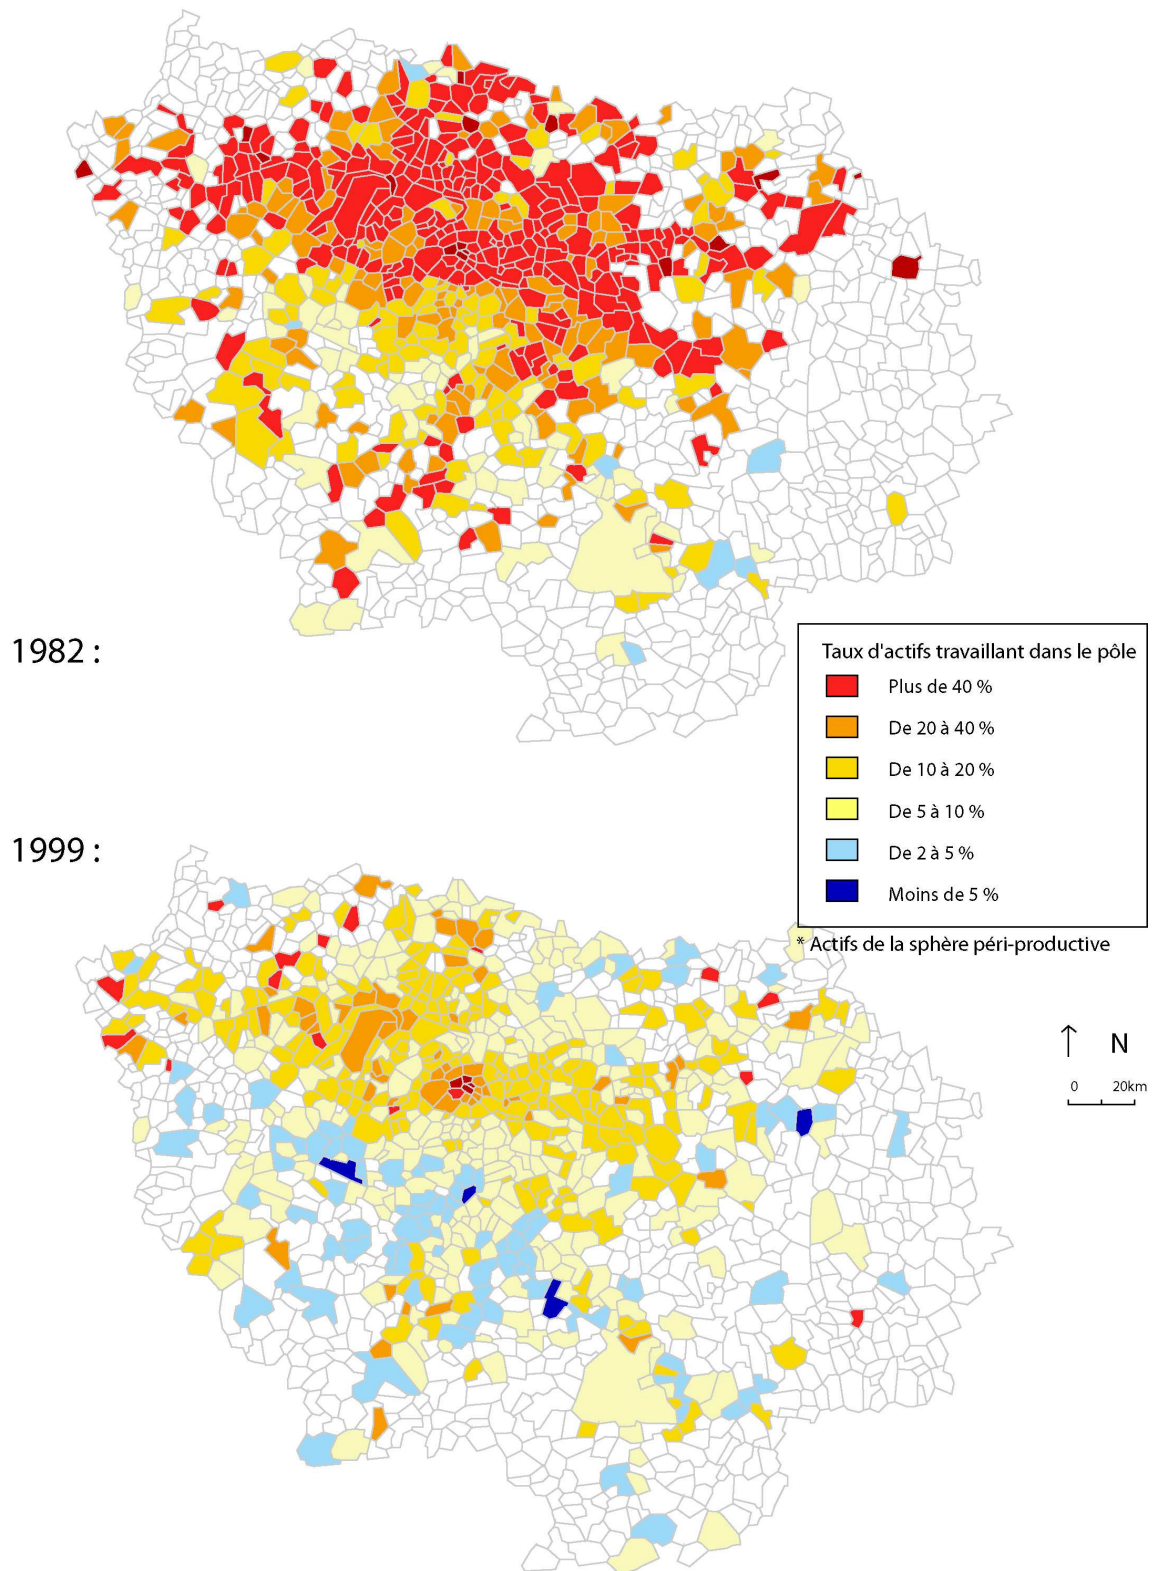 1982 :
Taux d'actifs travaillant dans le pôle
Plus de 40 %
De 20 à 40 %
De 10 à 20 %
De 5 à 10 %
De 2 à 5 %
Moins de 5 %
1999 :
* Actifs de la sphère péri-productive
N
0 20km